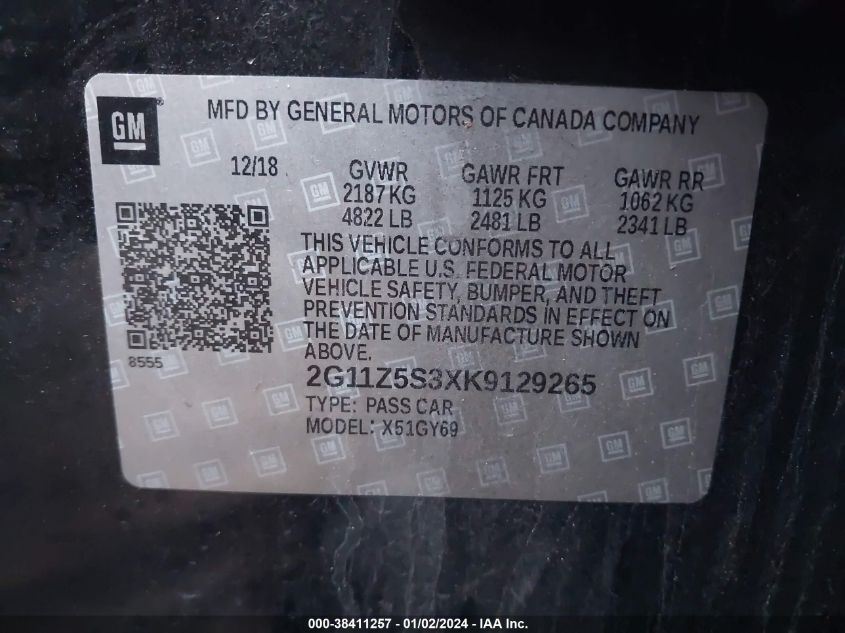 GM
MFD BY GENERAL MOTORS OF CANADA COMPANY
12/18
GVWR
2187 KG
4822 LB
GAWR FRT
1125 KG
2481 LB
GAWR RR
1062 KG
2341 LB
THIS VEHICLE CONFORMS TO ALL
APPLICABLE U.S. FEDERAL MOTOR
VEHICLE SAFETY, BUMPER, AND THEFT
PREVENTION STANDARDS IN EFFECT ON
THE DATE OF MANUFACTURE SHOWN
ABOVE.
8555
2G11Z5S3XK9129265
TYPE: PASS CAR
MODEL: X51GY69
000-38411257 - 01/02/2024 - IAA Inc.